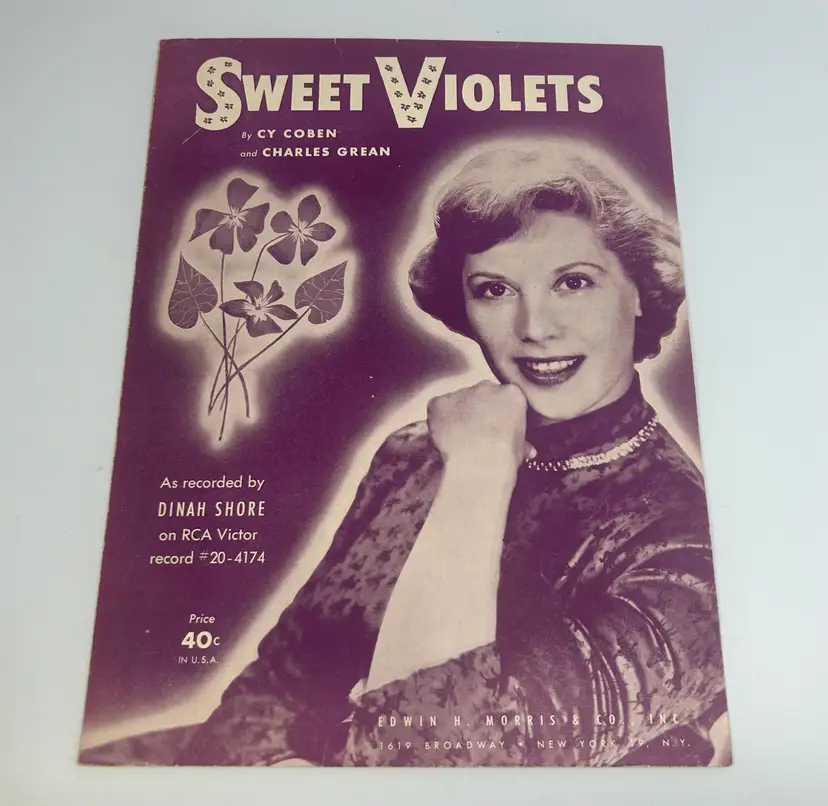 SWEET VIOLETS
By CY COBEN
and CHARLES GREAN
As recorded by
DINAH SHORE
on RCA Victor
record #20-4174
Price
40c
IN U.S.A.
EDWIN H. MORRIS & CO., INC
1619 BROADWAY • NEW YORK 19, N.Y.